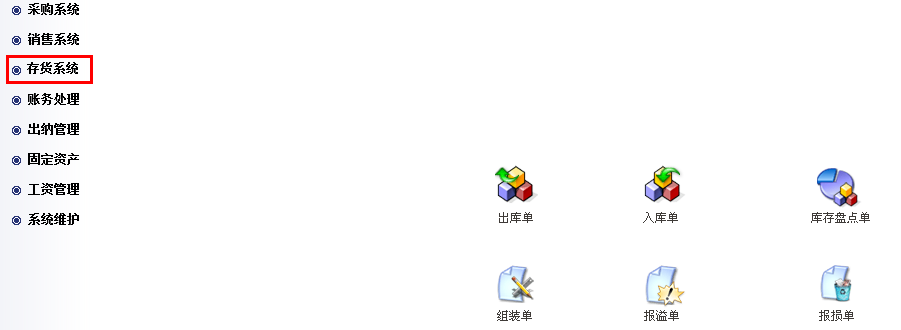 采购系统
销售系统
存货系统
账务处理
出纳管理
固定资产
工资管理
系统维护
出库单 入库单 库存盘点单
组装单 报溢单 报损单